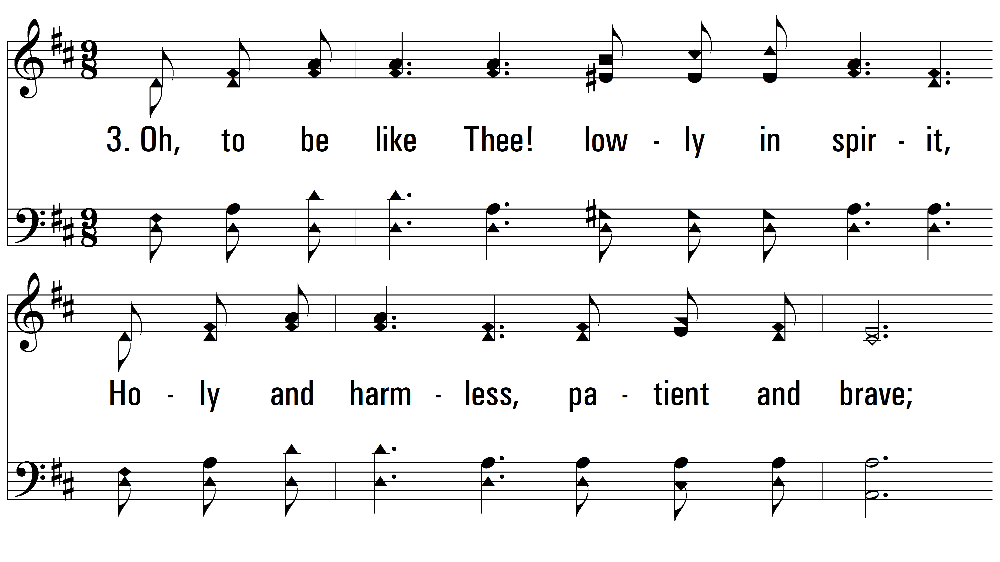 3. Oh, to be like Thee! low - ly in spir - it,
Ho - ly and harm - less, pa - tient and brave;